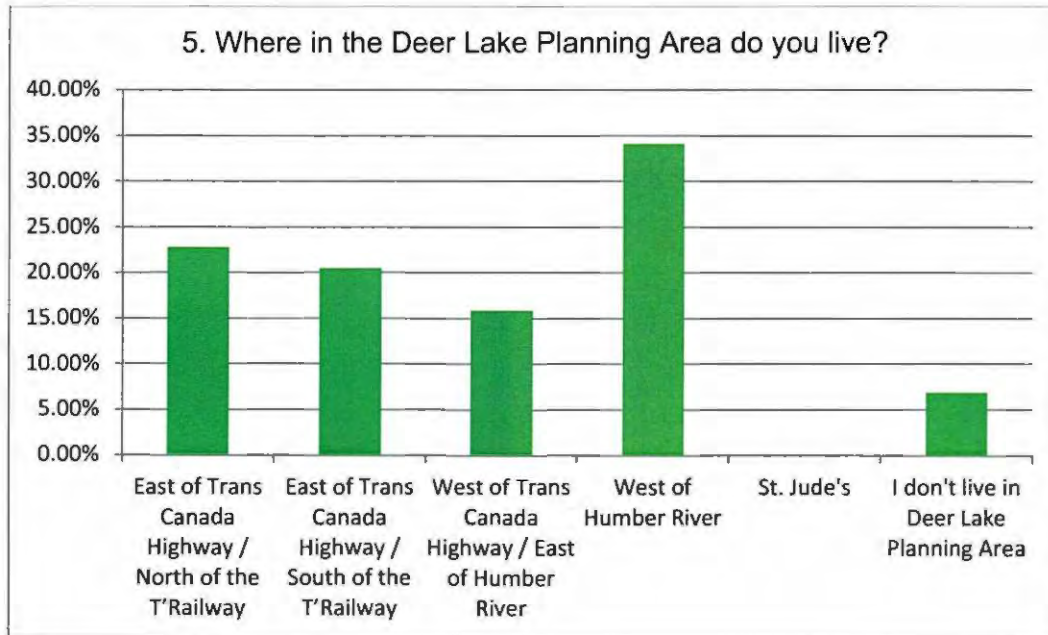 5. Where in the Deer Lake Planning Area do you live?
40.00%
35.00%
30.00%
25.00%
20.00%
15.00%
10.00%
5.00%
0.00%
East of Trans
Canada
Highway /
North of the
T'Railway
East of Trans
Canada
Highway /
South of the
T'Railway
West of Trans
Canada
Highway / East
of Humber
River
West of
Humber River
St. Jude's
I don't live in
Deer Lake
Planning Area